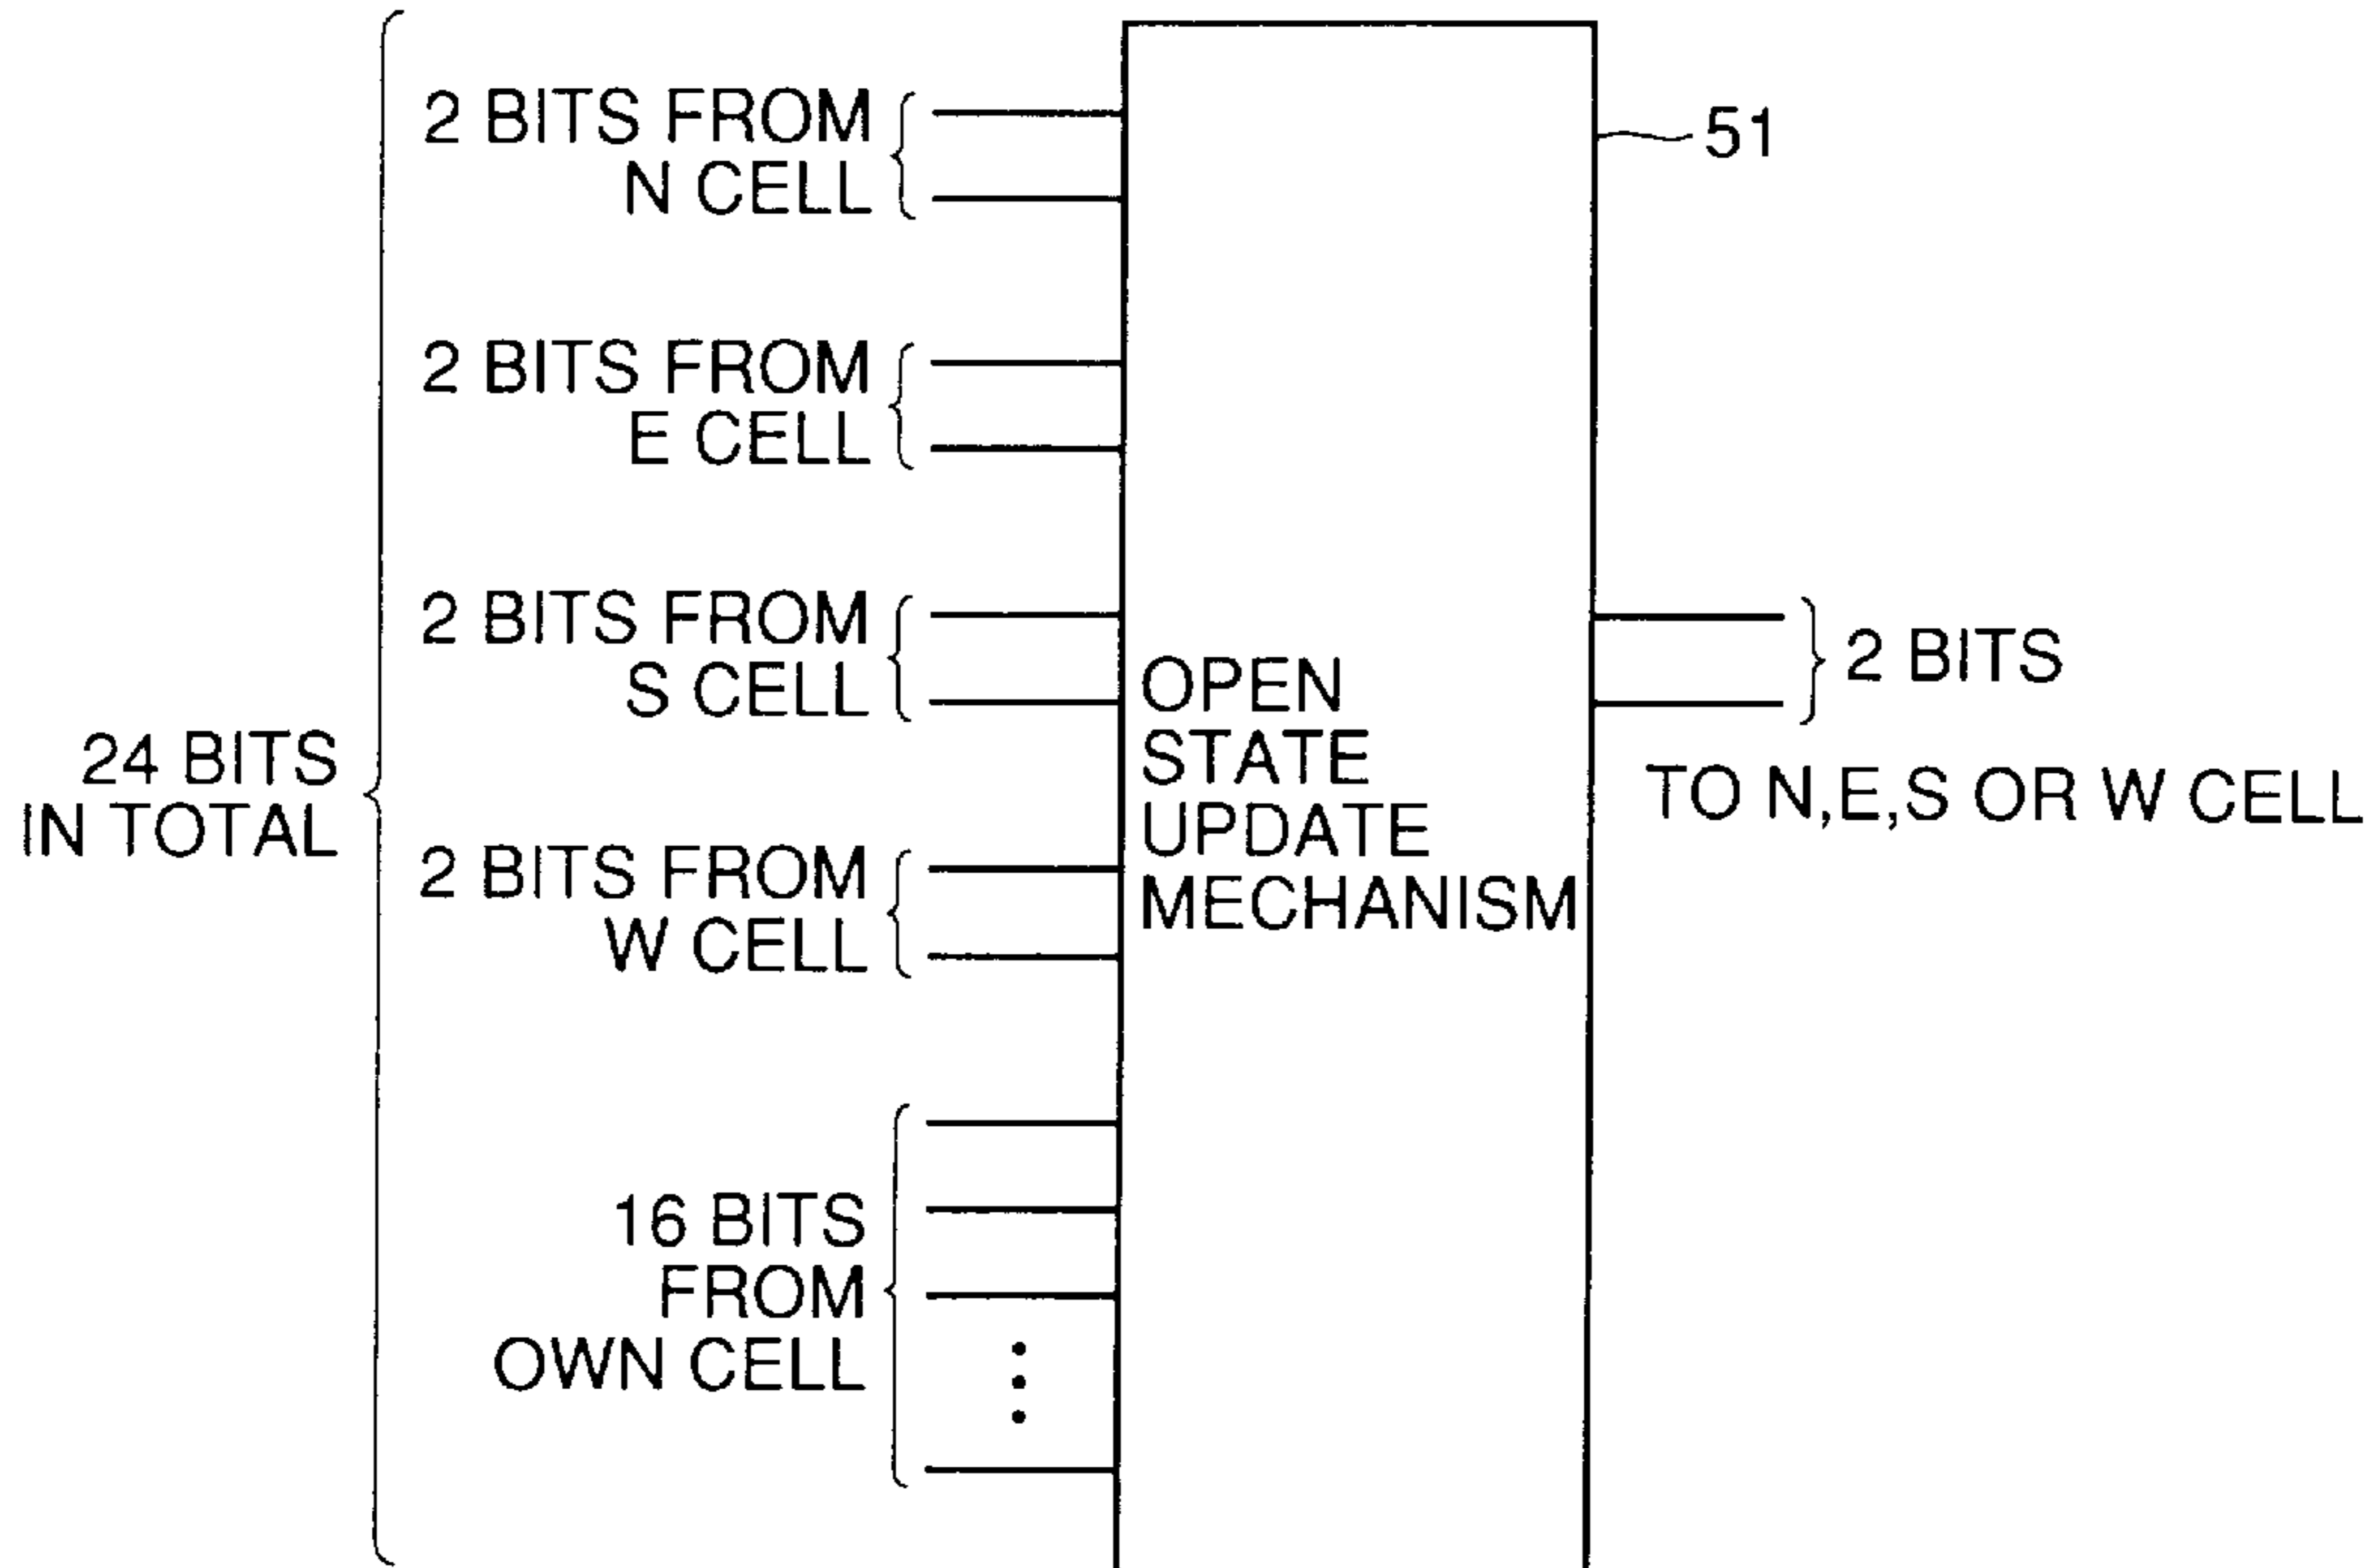 2 BITS FROM
N CELL
51
2 BITS FROM
E CELL
2 BITS FROM
S CELL
24 BITS
IN TOTAL
OPEN
STATE
UPDATE
MECHANISM
2 BITS
TO N,E,S OR W CELL
2 BITS FROM
W CELL
16 BITS
FROM
OWN CELL